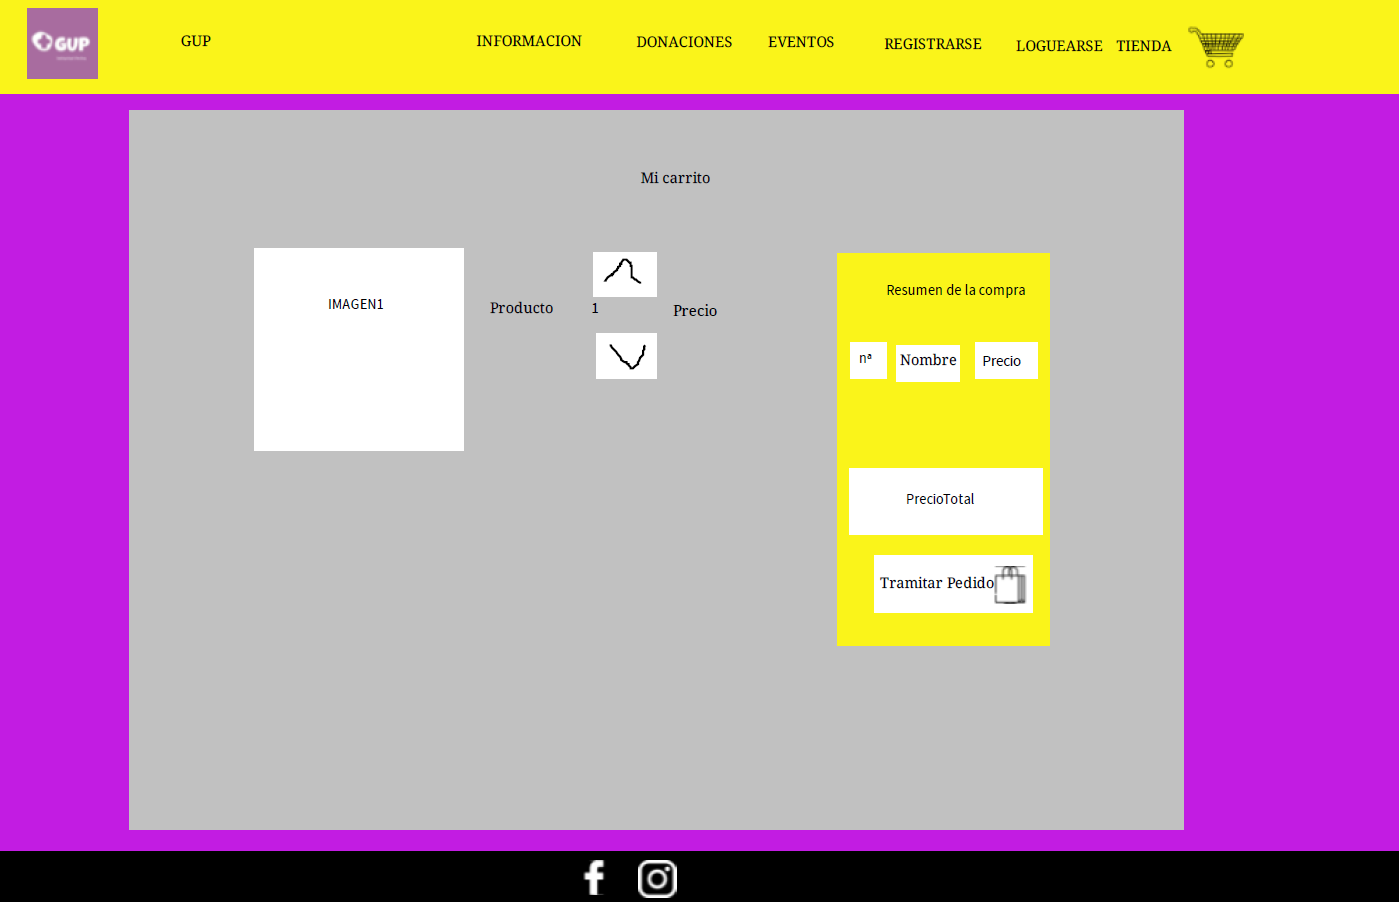 GUP
GUP
INFORMACION
DONACIONES
EVENTOS
REGISTRARSE
LOGUEARSE
TIENDA
Mi carrito
IMAGEN1
Producto
1
Precio
Resumen de la compra
nª
Nombre
Precio
PrecioTotal
Tramitar Pedido